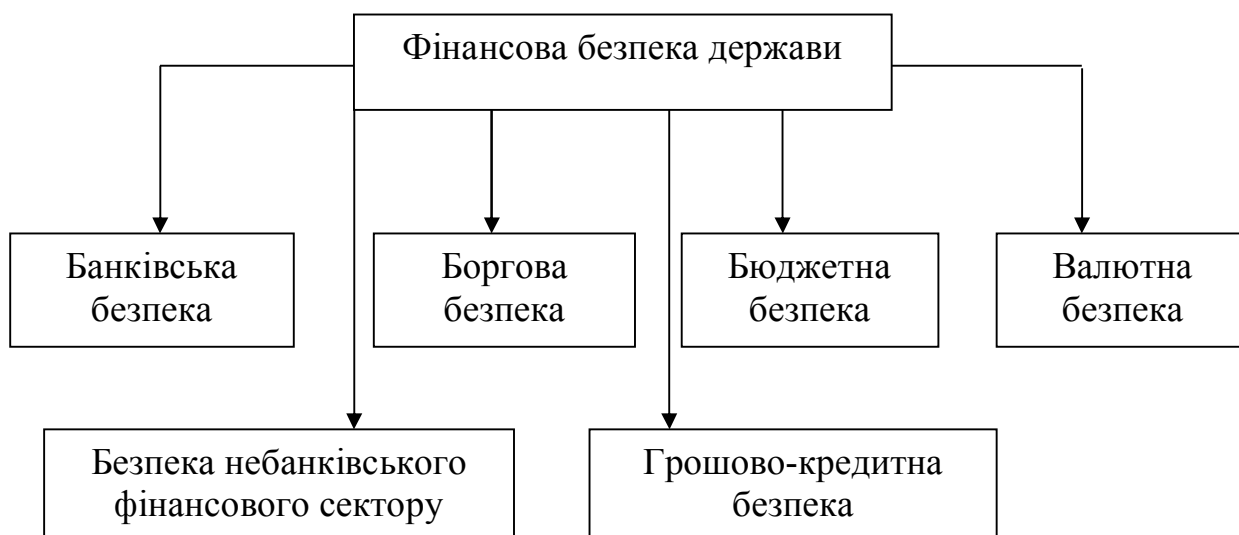 Фінансова безпека держави
Банківська
безпека
Боргова
безпека
Бюджетна
безпека
Валютна
безпека
Безпека небанківського
фінансового сектору
Грошово-кредитна
безпека